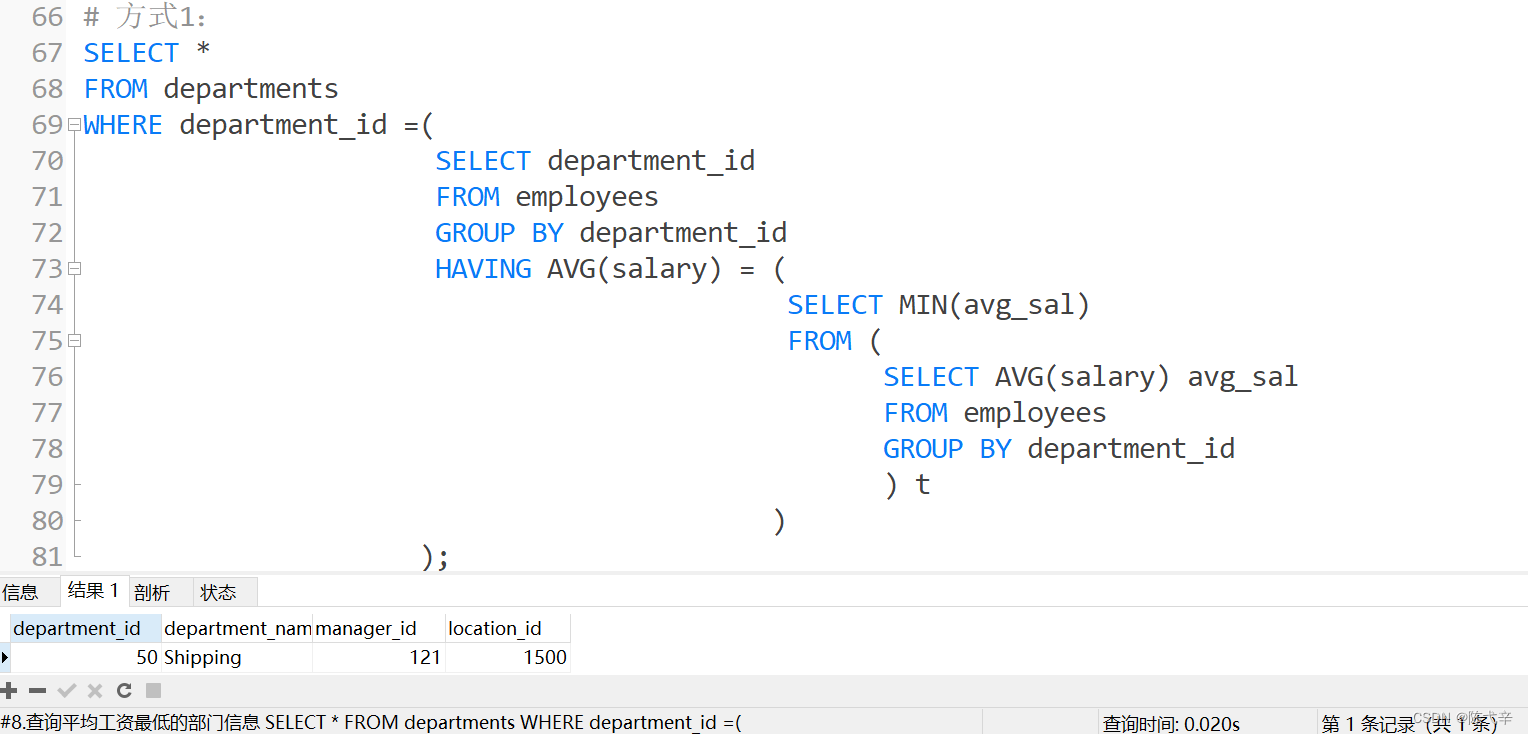 66 # 方式1:
67 SELECT *
68 FROM departments
69 WHERE department_id =(
70 SELECT department_id
71 FROM employees
72 GROUP BY department_id
73 HAVING AVG(salary) = (
74 SELECT MIN(avg_sal)
75 FROM (
76 SELECT AVG(salary) avg_sal
77 FROM employees
78 GROUP BY department_id
79 ) t
80 )
81 );
信息 结果 1 剖析 状态
department_id department_nam manager_id location_id
50 Shipping 121 1500
#8.查询平均工资最低的部门信息 SELECT * FROM departments WHERE department_id =( 查询时间: 0.020s 第 1 条记录 (共 1 条)
CSDN @陈戈辛